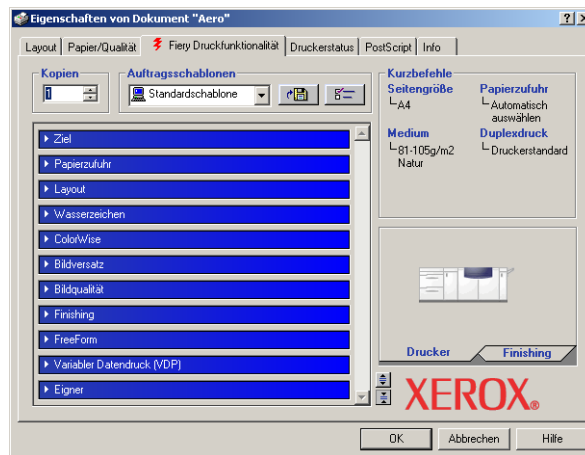 Eigenschaften von Dokument "Aero"
Layout Papier/Qualität Fiery Druckfunktionalität Druckerstatus PostScript Info
Kopien
1
Auftragsschablonen
Standardschablone
Ziel
Papierzufuhr
Layout
Wasserzeichen
ColorWise
Bildversatz
Bildqualität
Finishing
FreeForm
Variabler Datendruck (VDP)
Eigner
Kurzbefehle
Seitengröße Papierzufuhr
A4 Automatisch
auswählen
Medium Duplexdruck
81-105g/m2 Druckerstandard
Natur
Drucker Finishing
XEROX®
OK Abbrechen Hilfe